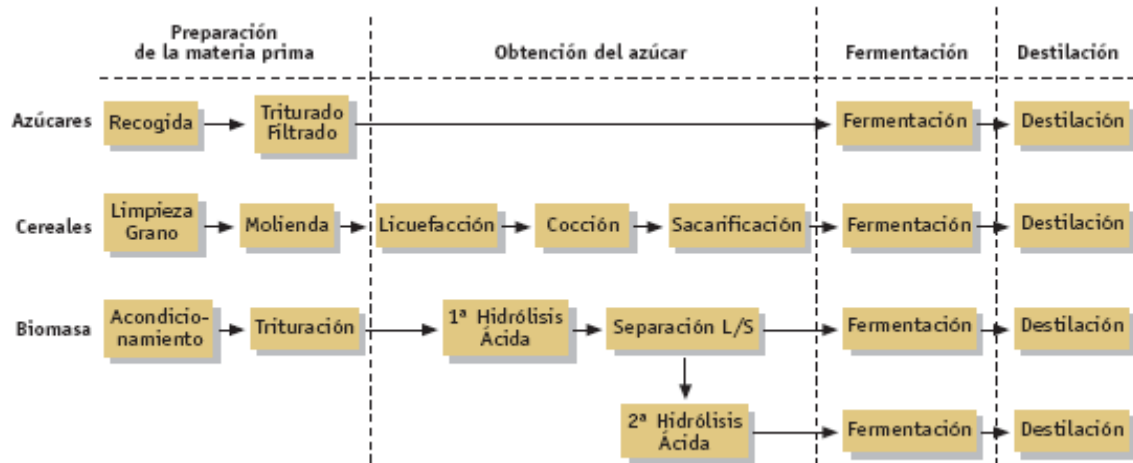 Preparación
de la materia prima
Obtención del azúcar
Fermentación
Destilación
Azúcares
Recogida
Triturado
Filtrado
Fermentación
Destilación
Cereales
Limpieza
Grano
Molienda
Licuefacción
Cocción
Sacarificación
Fermentación
Destilación
Biomasa
Acondicio-
namiento
Trituración
1ª Hidrólisis
Ácida
Separación L/S
Fermentación
Destilación
2ª Hidrólisis
Ácida
Fermentación
Destilación